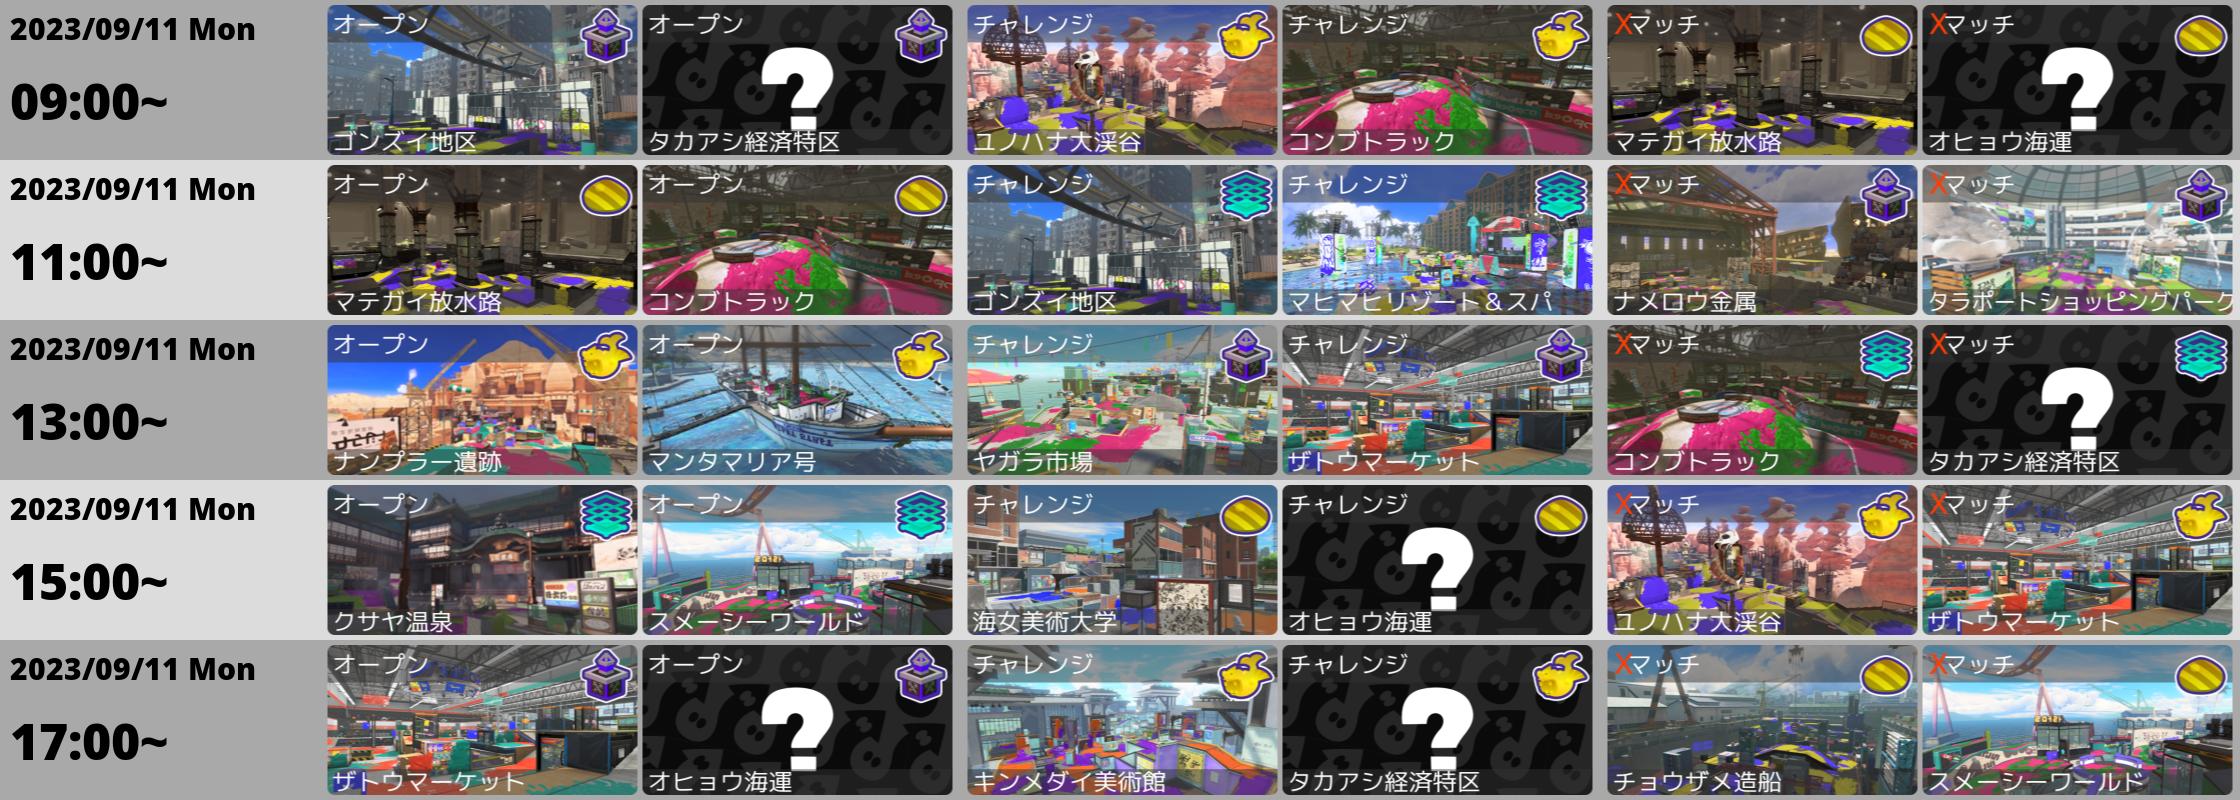 2023/09/11 Mon
09:00~
オープン
ゴンズイ地区
オープン
タカアシ経済特区
チャレンジ
ユノハナ大渓谷
チャレンジ
コンブトラック
Xマッチ
マテガイ放水路
Xマッチ
オヒョウ海運
2023/09/11 Mon
11:00~
オープン
マテガイ放水路
オープン
コンブトラック
チャレンジ
ゴンズイ地区
チャレンジ
マヒマヒリゾート&スパ
Xマッチ
ナメロウ金属
Xマッチ
タラポートショッピングパーク
2023/09/11 Mon
13:00~
オープン
ナンプラー遺跡
オープン
マンタマリア号
チャレンジ
ヤガラ市場
チャレンジ
ザトウマーケット
Xマッチ
コンブトラック
Xマッチ
タカアシ経済特区
2023/09/11 Mon
15:00~
オープン
クサヤ温泉
オープン
スメーシーワールド
チャレンジ
海女美術大学
チャレンジ
オヒョウ海運
Xマッチ
ユノハナ大渓谷
Xマッチ
ザトウマーケット
2023/09/11 Mon
17:00~
オープン
ザトウマーケット
オープン
オヒョウ海運
チャレンジ
キンメダイ美術館
チャレンジ
タカアシ経済特区
Xマッチ
チョウザメ造船
Xマッチ
スメーシーワールド